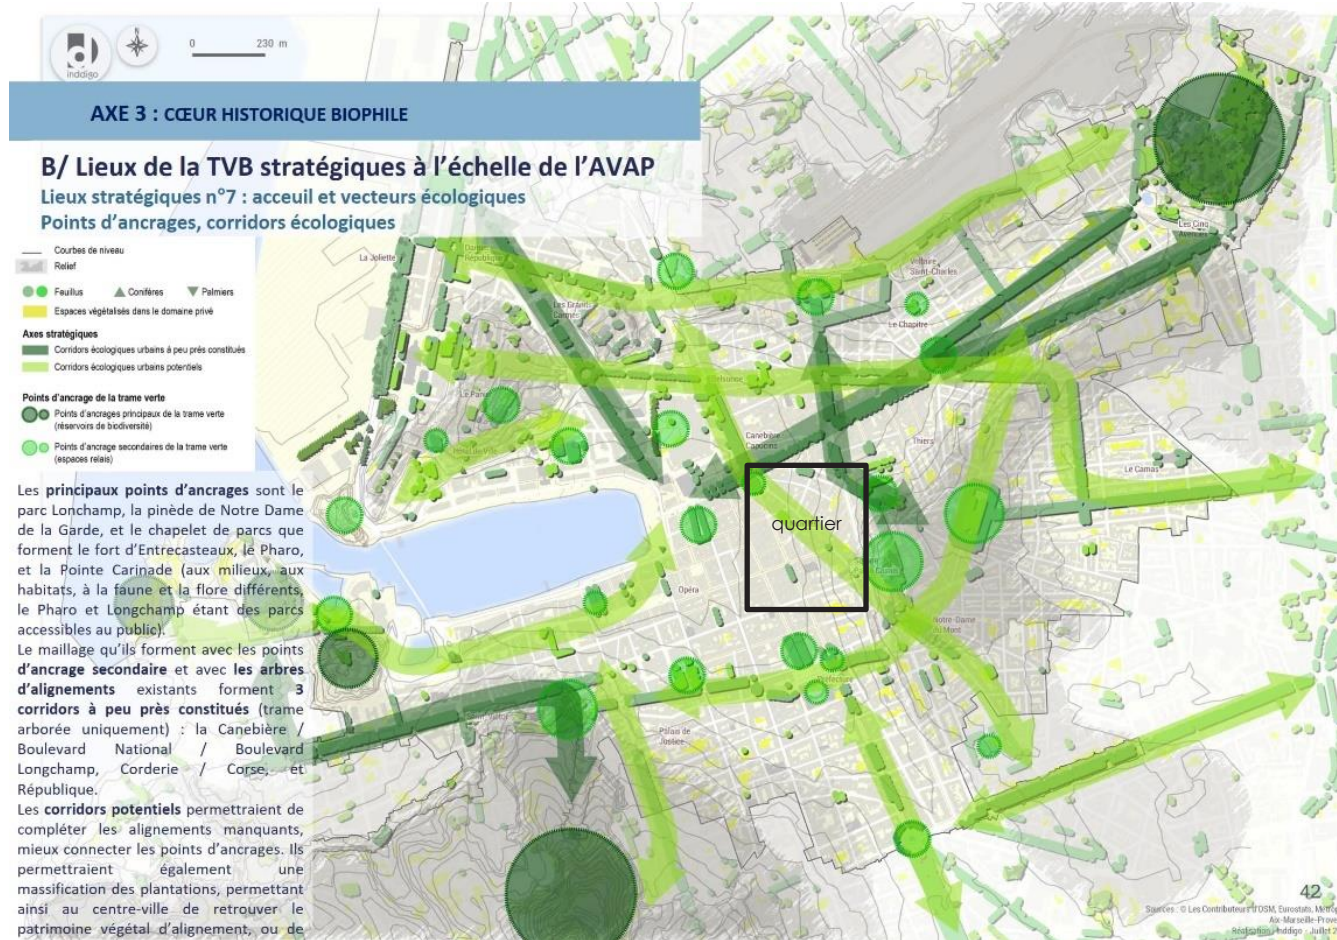 inddigo
0 230 m
AXE 3 : CŒUR HISTORIQUE BIOPHILE
B/ Lieux de la TVB stratégiques à l'échelle de l'AVAP
Lieux stratégiques n°7 : acceuil et vecteurs écologiques
Points d'ancrages, corridors écologiques
Courbes de niveau
Relief
Feuillus Conifères Palmiers
Espaces végétalisés dans le domaine privé
Axes stratégiques
Corridors écologiques urbains à peu près constitués
Corridors écologiques urbains potentiels
Points d'ancrage de la trame verte
Points d'ancrages principaux de la trame verte
(réservoirs de biodiversité)
Points d'ancrage secondaires de la trame verte
(espaces relais)
Les principaux points d'ancrages sont le
parc Lonchamp, la pinède de Notre Dame
de la Garde, et le chapelet de parcs que
forment le fort d'Entrecasteaux, le Pharo,
et la Pointe Carinade (aux milieux, aux
habitats, à la faune et la flore différents,
le Pharo et Longchamp étant des parcs
accessibles au public).
Le maillage qu'ils forment avec les points
d'ancrage secondaire et avec les arbres
d'alignements existants forment 3
corridors à peu près constitués (trame
arborée uniquement) : la Canebière /
Boulevard National / Boulevard
Longchamp, Corderie / Corse, et
République.
Les corridors potentiels permettraient de
compléter les alignements manquants,
mieux connecter les points d'ancrages. Ils
permettraient également une
massification des plantations, permettant
ainsi au centre-ville de retrouver le
patrimoine végétal d'alignement, ou de
La Joliette
Les Grands
Carmes
Le Chapitre
Saint-Charles
Les Cinq
Avenues
Belsunce
Le Panier
Canebière
Capucins
Thiers
Le Camas
quartier
Opéra
Notre-Dame
du Mont
Préfecture
Palais de
Justice
42
Sources : © Les Contributeurs d'OSM, Eurostats, Métrop
Aix-Marseille-Prove
Réalisation : Inddigo - Juillet 2